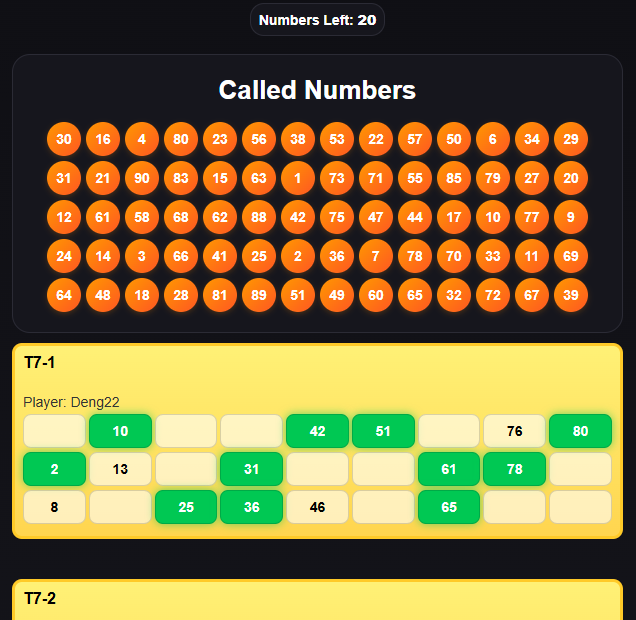 Numbers Left: 20
Called Numbers
30 16 4 80 23 56 38 53 22 57 50 6 34 29
31 21 90 83 15 63 1 73 71 55 85 79 27 20
12 61 58 68 62 88 42 75 47 44 17 10 77 9
24 14 3 66 41 25 2 36 7 78 70 33 11 69
64 48 18 28 81 89 51 49 60 65 32 72 67 39
T7-1
Player: Deng22
10 42 51 76 80
2 13 31 61 78
8 25 36 46 65
T7-2